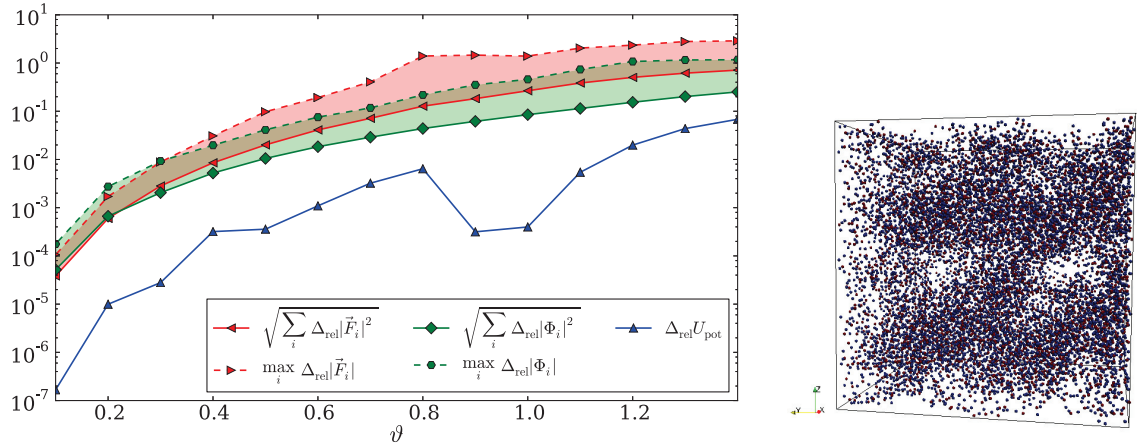 10^1
10^0
10^-1
10^-2
10^-3
10^-4
10^-5
10^-6
10^-7
0.2 0.4 0.6 0.8 1.0 1.2
ϑ
√(∑_i Δ_rel|F⃗_i|^2) √(∑_i Δ_rel|Φ_i|^2) Δ_rel U_pot
max_i Δ_rel|F⃗_i| max_i Δ_rel|Φ_i|
Z
Y X